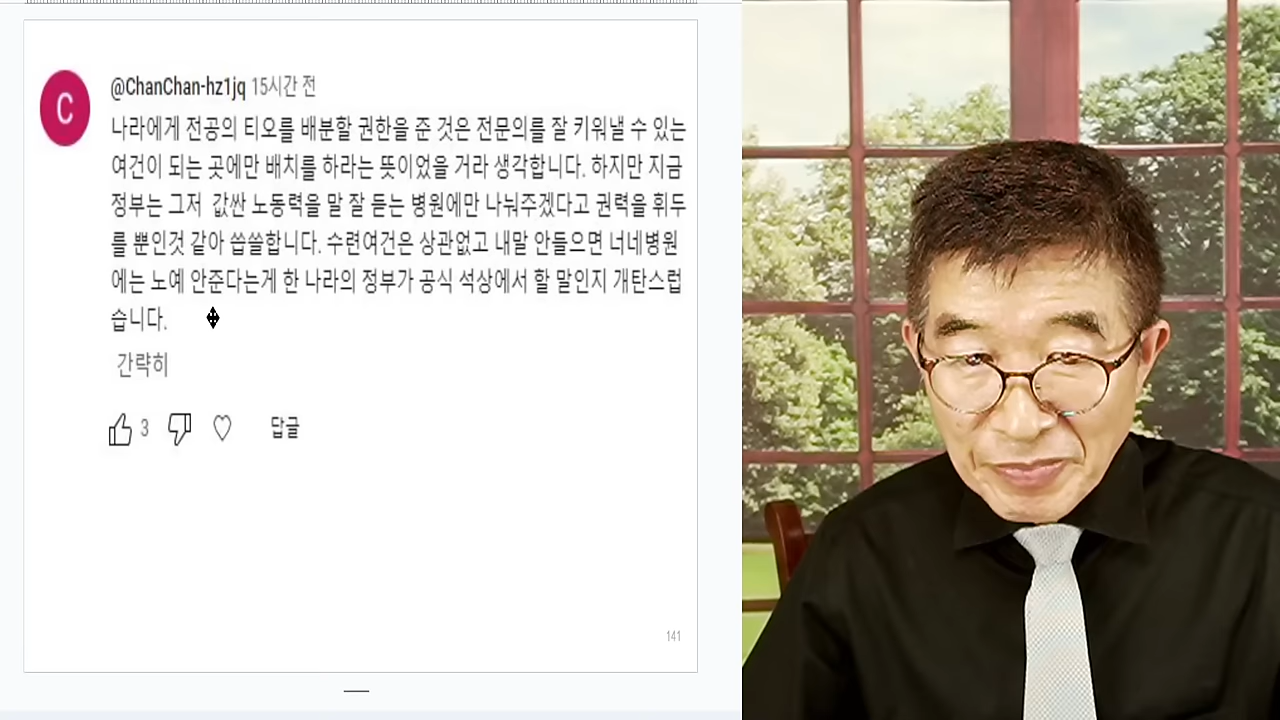 C
@ChanChan-hz1jq 15시간 전
나라에게 전공의 티오를 배분할 권한을 준 것은 전문의를 잘 키워낼 수 있는
여건이 되는 곳에만 배치를 하라는 뜻이었을 거라 생각합니다. 하지만 지금
정부는 그저 값싼 노동력을 말 잘 듣는 병원에만 나눠주겠다고 권력을 휘두
를 뿐인것 같아 씁쓸합니다. 수련여건은 상관없고 내말 안들으면 너네병원
에는 노예 안준다는게 한 나라의 정부가 공식 석상에서 할 말인지 개탄스럽
습니다.
간략히
3 답글
141